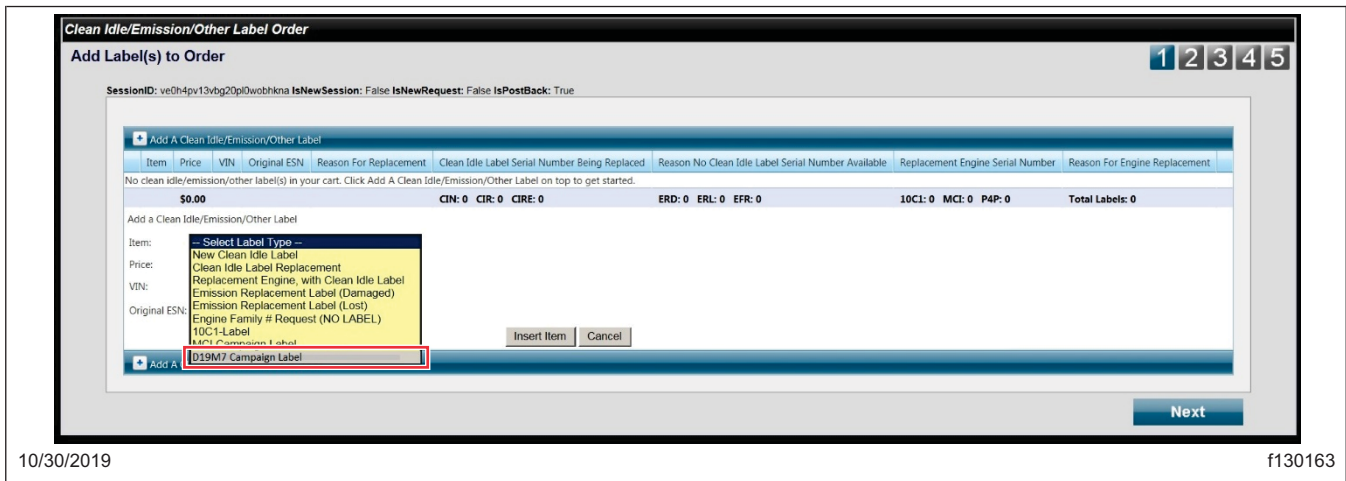 Clean Idle/Emission/Other Label Order
Add Label(s) to Order
1 2 3 4 5
SessionID: ve0h4pv13vbg20pl0wobhkna IsNewSession: False IsNewRequest: False IsPostBack: True
+ Add A Clean Idle/Emission/Other Label
Item Price VIN Original ESN Reason For Replacement Clean Idle Label Serial Number Being Replaced Reason No Clean Idle Label Serial Number Available Replacement Engine Serial Number Reason For Engine Replacement
No clean idle/emission/other label(s) in your cart. Click Add A Clean Idle/Emission/Other Label on top to get started.
$0.00 CIN: 0 CIR: 0 CIRE: 0 ERD: 0 ERL: 0 EFR: 0 10C1: 0 MCI: 0 P4P: 0 Total Labels: 0
Add a Clean Idle/Emission/Other Label
Item: -- Select Label Type --
New Clean Idle Label
Price: Clean Idle Label Replacement
Replacement Engine, with Clean Idle Label
VIN: Emission Replacement Label (Damaged)
Original ESN: Emission Replacement Label (Lost)
Engine Family # Request (NO LABEL)
10C1-Label
MCI Campaign Label
Insert Item Cancel
D19M7 Campaign Label
+ Add A
Next
10/30/2019 f130163